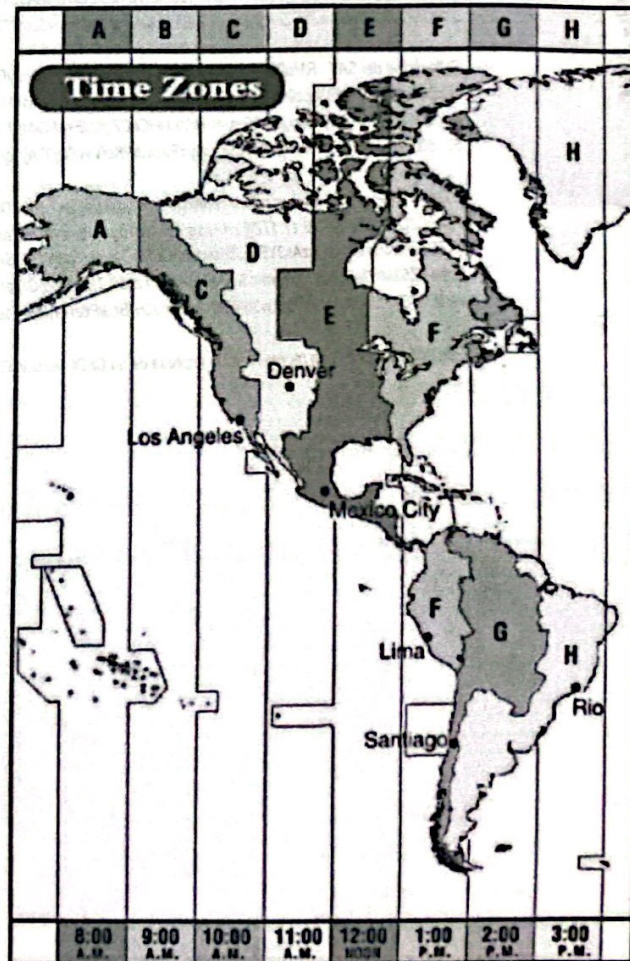 A B C D E F G H
Time Zones
H
A
D
C
E
F
Denver
Los Angeles
Mexico City
F
G
Lima
H
Rio
Santiago
8:00 9:00 10:00 11:00 12:00 1:00 2:00 3:00
A.M. A.M. A.M. A.M. NOON P.M. P.M. P.M.